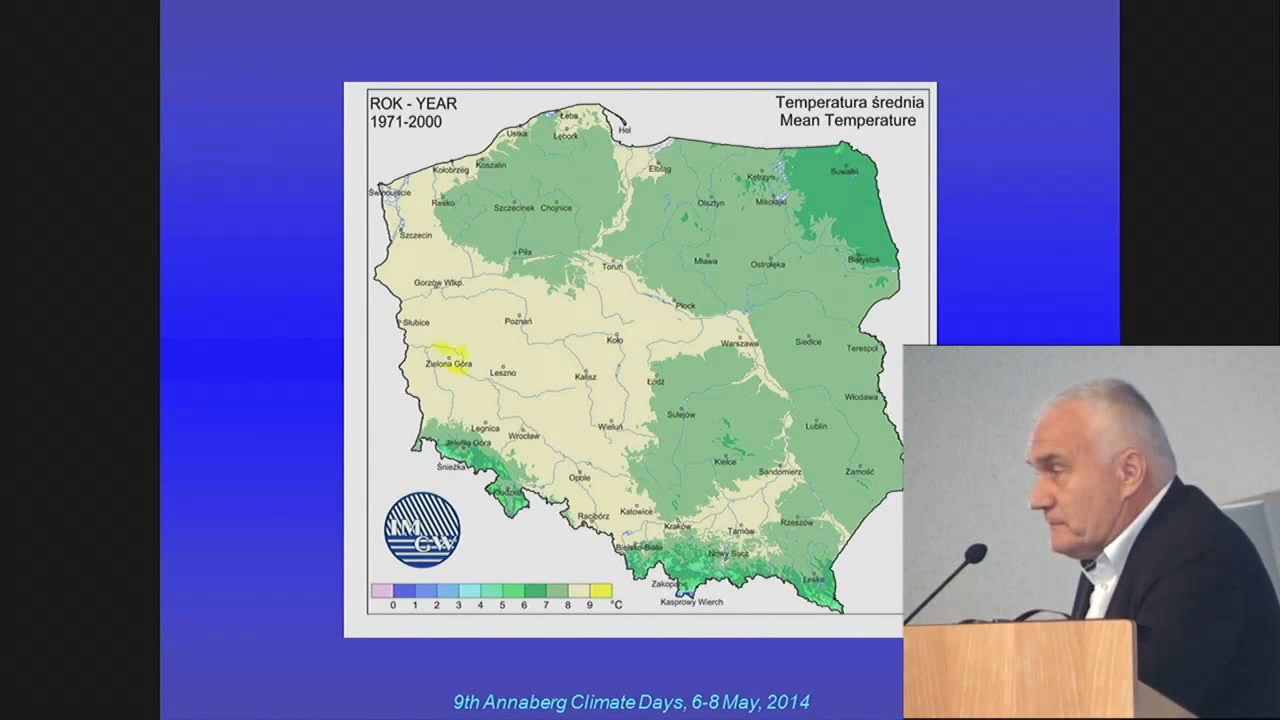 ROK - YEAR
1971-2000
Temperatura średnia
Mean Temperature
Łeba
Ustka
Lębork
Hel
Koszalin
Kołobrzeg
Elbląg
Kętrzyn
Suwałki
Świnoujście
Resko
Szczecinek
Chojnice
Olsztyn
Mikołajki
Szczecin
Piła
Toruń
Mława
Ostrołęka
Białystok
Gorzów Wlkp.
Płock
Słubice
Poznań
Koło
Warszawa
Siedlce
Terespol
Zielona Góra
Leszno
Kalisz
Łódź
Włodawa
Sulejów
Legnica
Wrocław
Wieluń
Lublin
Jelenia Góra
Śnieżka
Kielce
Sandomierz
Zamość
Opole
Kłodzko
Racibórz
Katowice
Kraków
Tarnów
Rzeszów
Bielsko-Biała
Nowy Sącz
Zakopane
Lesko
Kasprowy Wierch
IM
GW
0 1 2 3 4 5 6 7 8 9 °C
9th Annaberg Climate Days, 6-8 May, 2014